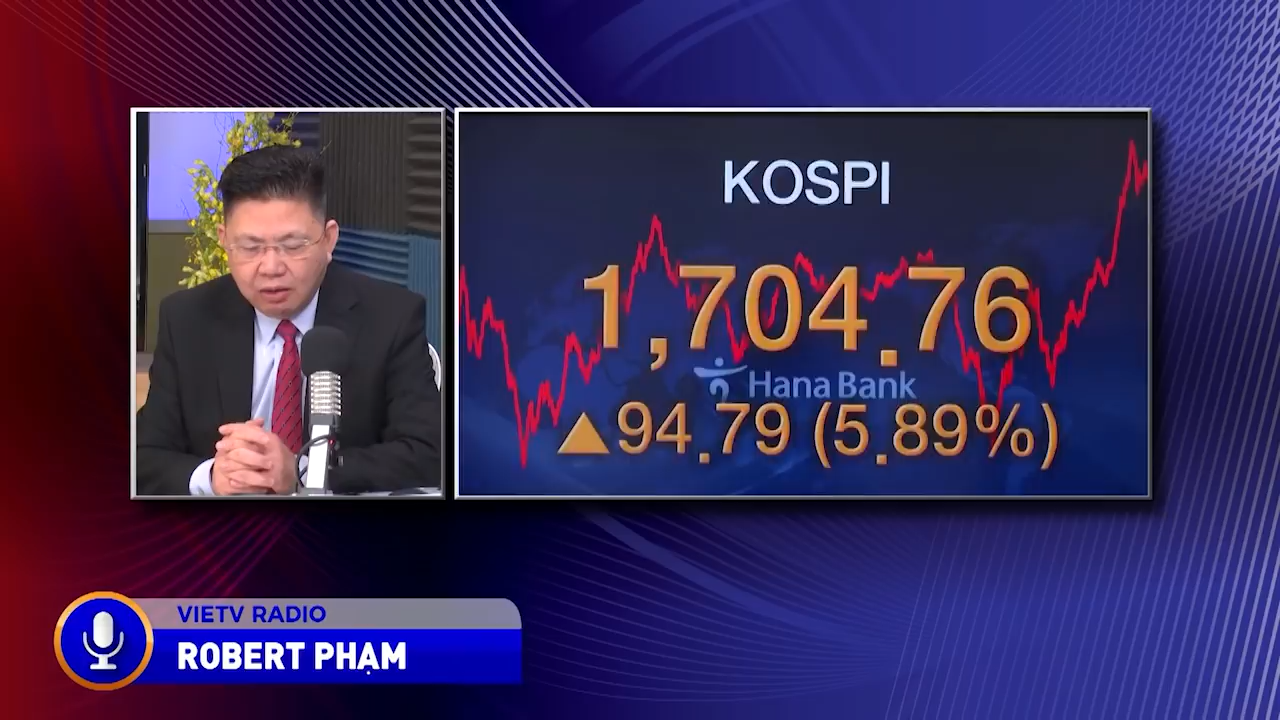 KOSPI
1,704.76
Hana Bank
▲94.79 (5.89%)
VIETV RADIO
ROBERT PHẠM